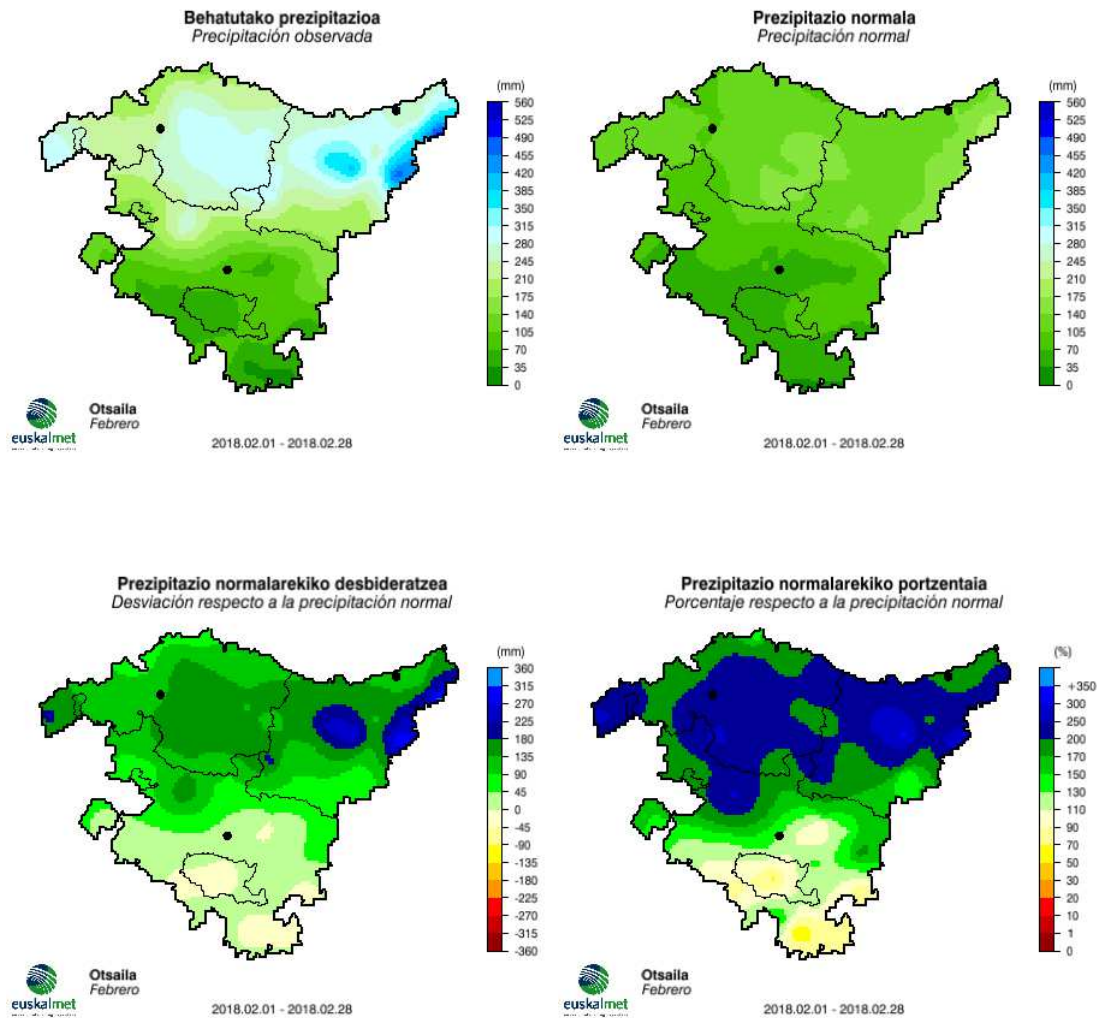 Behatutako prezipitazioa
Precipitación observada
(mm)
560
525
490
455
420
385
350
315
280
245
210
175
140
105
70
35
0
euskalmet
Otsaila
Febrero
2018.02.01 - 2018.02.28
Prezipitazio normala
Precipitación normal
(mm)
560
525
490
455
420
385
350
315
280
245
210
175
140
105
70
35
0
euskalmet
Otsaila
Febrero
2018.02.01 - 2018.02.28
Prezipitazio normalarekiko desbideratzea
Desviación respecto a la precipitación normal
(mm)
360
315
270
225
180
135
90
45
0
-45
-90
-135
-180
-225
-270
-315
-360
euskalmet
Otsaila
Febrero
2018.02.01 - 2018.02.28
Prezipitazio normalarekiko portzentaia
Porcentaje respecto a la precipitación normal
(%)
+350
300
200
170
150
130
110
90
70
50
30
20
10
1
0
euskalmet
Otsaila
Febrero
2018.02.01 - 2018.02.28